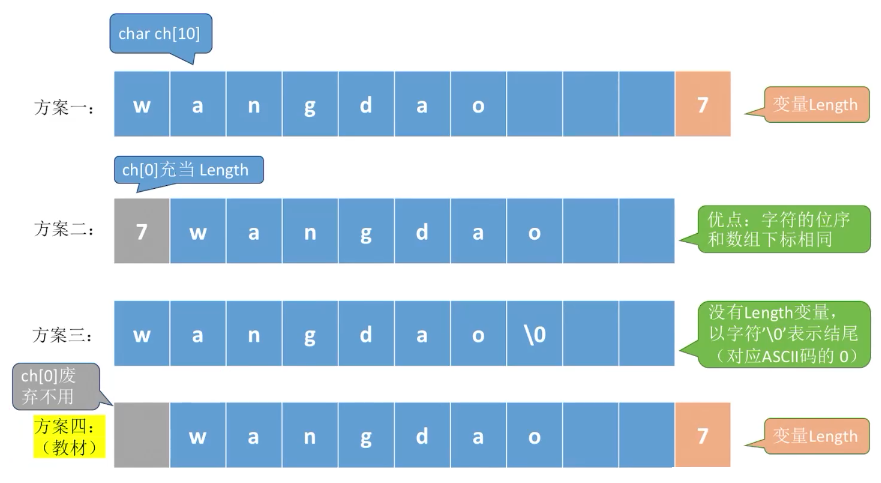 char ch[10]
方案一： w a n g d a o 7 变量Length
ch[0]充当 Length
方案二： 7 w a n g d a o
优点：字符的位序
和数组下标相同
方案三： w a n g d a o \0
没有Length变量，
以字符’\0’表示结尾
（对应ASCII码的 0）
ch[0]废
弃不用
方案四：
（教材）
w a n g d a o 7 变量Length